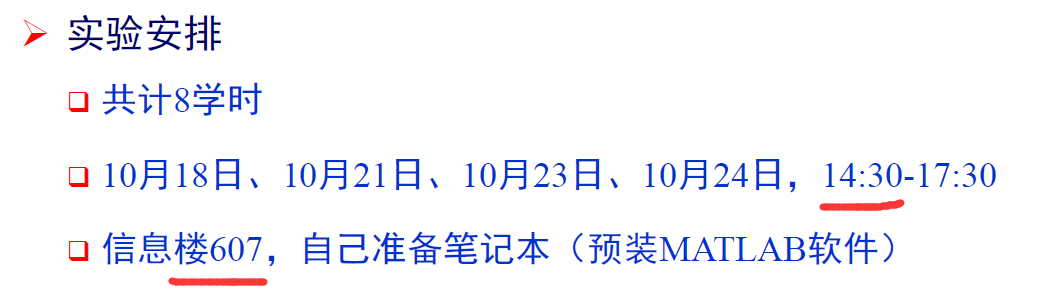 实验安排
共计8学时
10月18日、10月21日、10月23日、10月24日，14:30-17:30
信息楼607，自己准备笔记本（预装MATLAB软件）